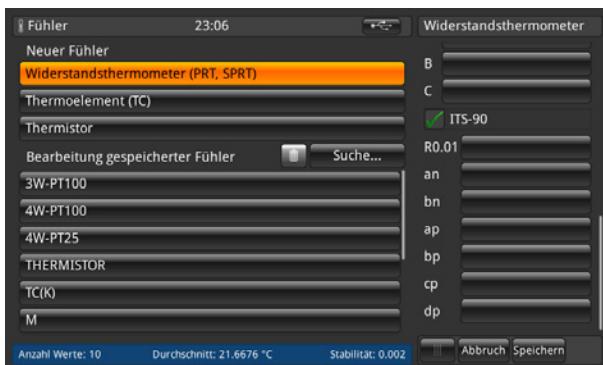 Fühler 23:06
Neuer Fühler
Widerstandsthermometer (PRT, SPRT)
Thermoelement (TC)
Thermistor
Bearbeitung gespeicherter Fühler Suche...
3W-PT100
4W-PT100
4W-PT25
THERMISTOR
TC(K)
M
Anzahl Werte: 10 Durchschnitt: 21.6676 °C Stabilität: 0.002
Widerstandsthermometer
B
C
ITS-90
R0.01
an
bn
ap
bp
cp
dp
Abbruch Speichern